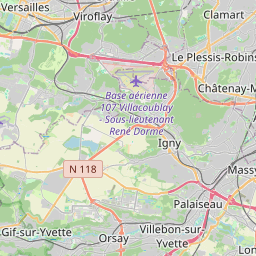 Versailles
Viroflay
Clamart
Le Plessis-Robins
Châtenay-M
Base aérienne
107 Villacoublay
Sous-lieutenant
René Dorme
Igny
N 118
Massy
Palaiseau
Gif-sur-Yvette
Orsay
Villebon-sur-
Yvette
Lon